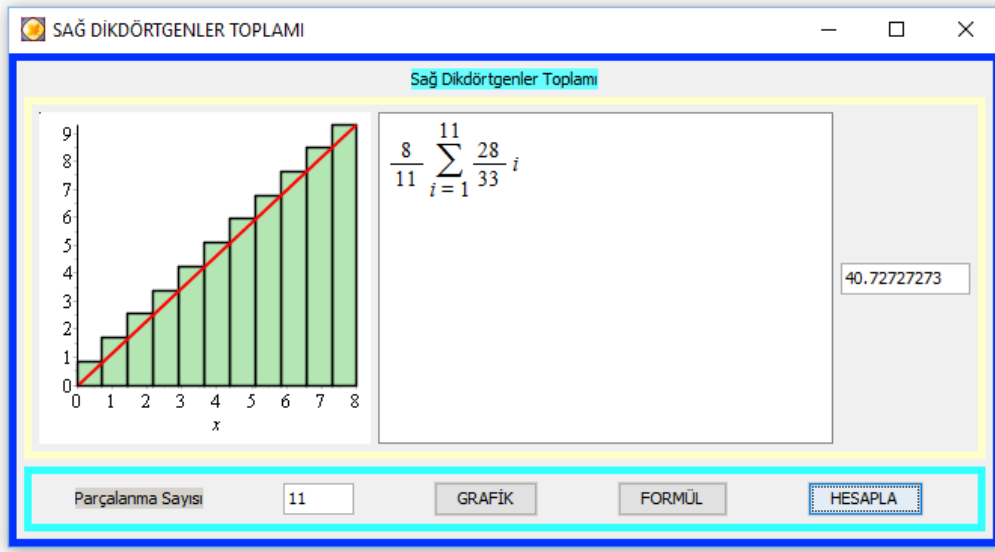 SAĞ DİKDÖRTGENLER TOPLAMI
Sağ Dikdörtgenler Toplamı
9
8
7
6
5
4
3
2
1
0
0 1 2 3 4 5 6 7 8
x
8/11 ∑_{i = 1}^{11} 28/33 i
40.72727273
Parçalanma Sayısı 11 GRAFİK FORMÜL HESAPLA